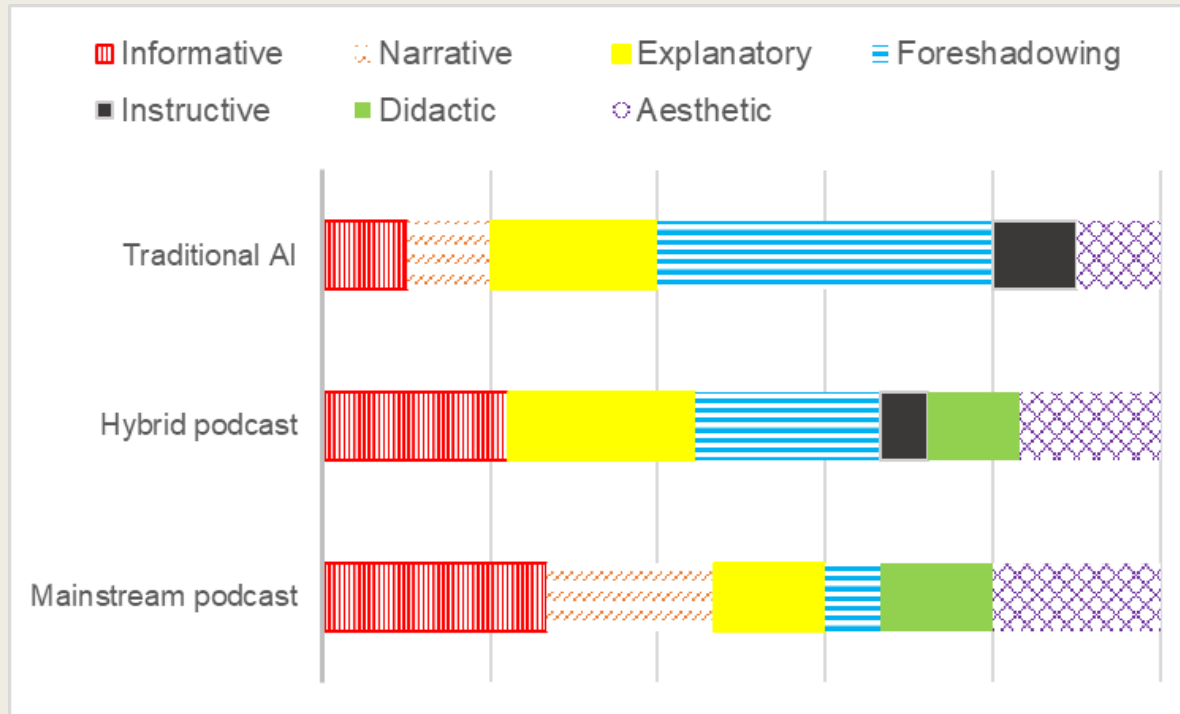 Informative Narrative Explanatory Foreshadowing
Instructive Didactic Aesthetic
Traditional AI
Hybrid podcast
Mainstream podcast